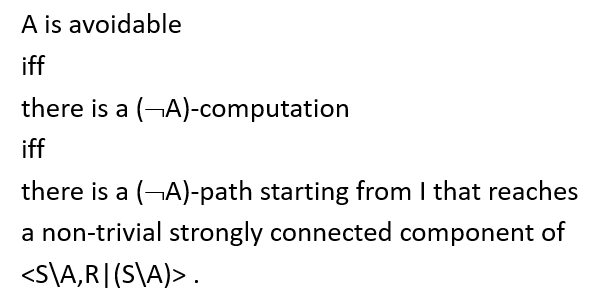 A is avoidable
iff
there is a (¬A)-computation
iff
there is a (¬A)-path starting from I that reaches
a non-trivial strongly connected component of
<S\A,R|(S\A)> .